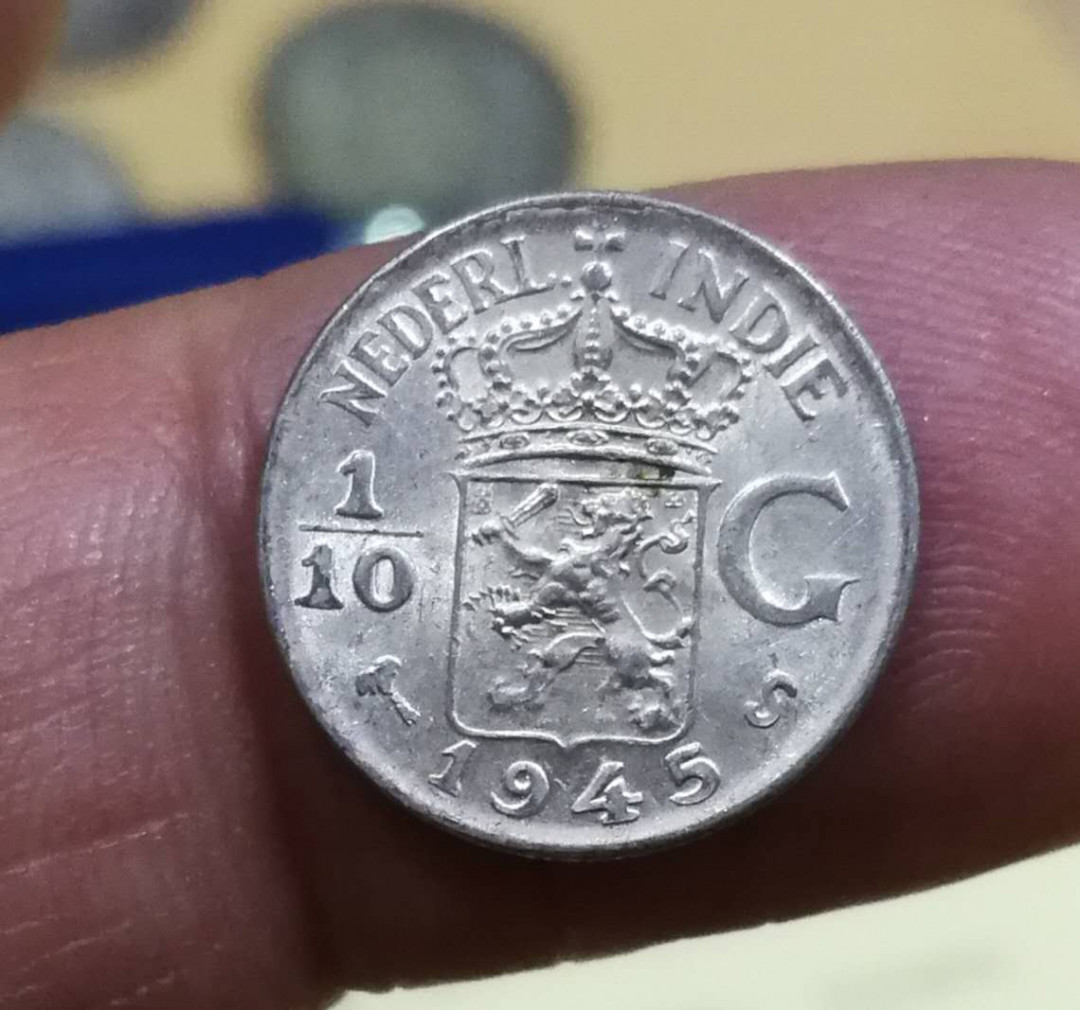 NEDERL. INDIE
1/10 G
S
1945